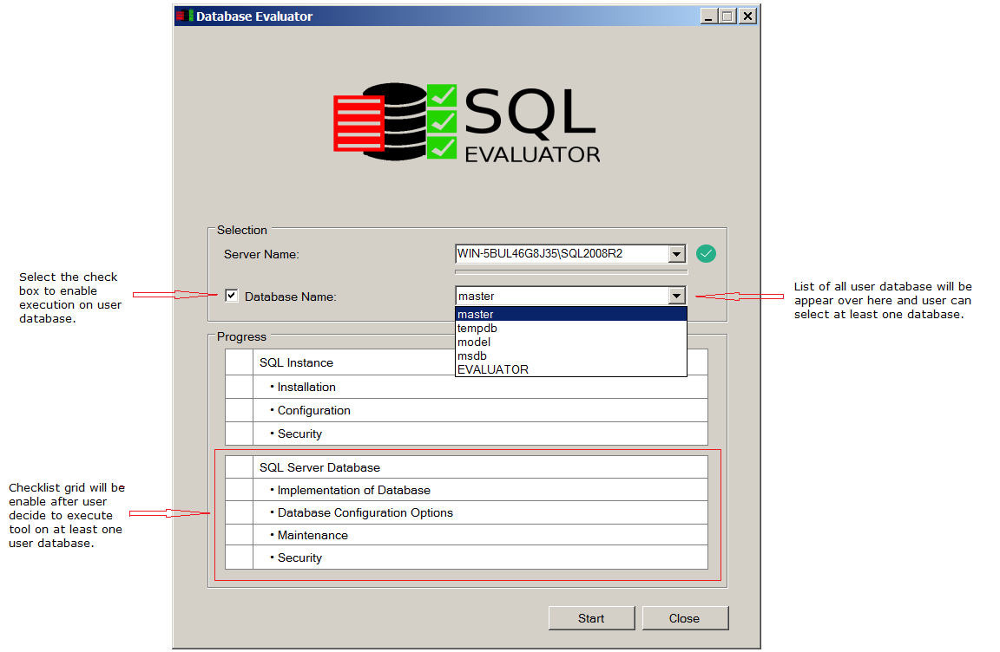 Database Evaluator
SQL
EVALUATOR
Selection
Server Name:
WIN-5BUL46G8J35\SQL2008R2
Select the check
box to enable
execution on user
database.
Database Name:
master
List of all user database will be
appear over here and user can
select at least one database.
master
tempdb
model
msdb
EVALUATOR
Progress
SQL Instance
• Installation
• Configuration
• Security
Checklist grid will be
enable after user
decide to execute
tool on at least one
user database.
SQL Server Database
• Implementation of Database
• Database Configuration Options
• Maintenance
• Security
Start
Close